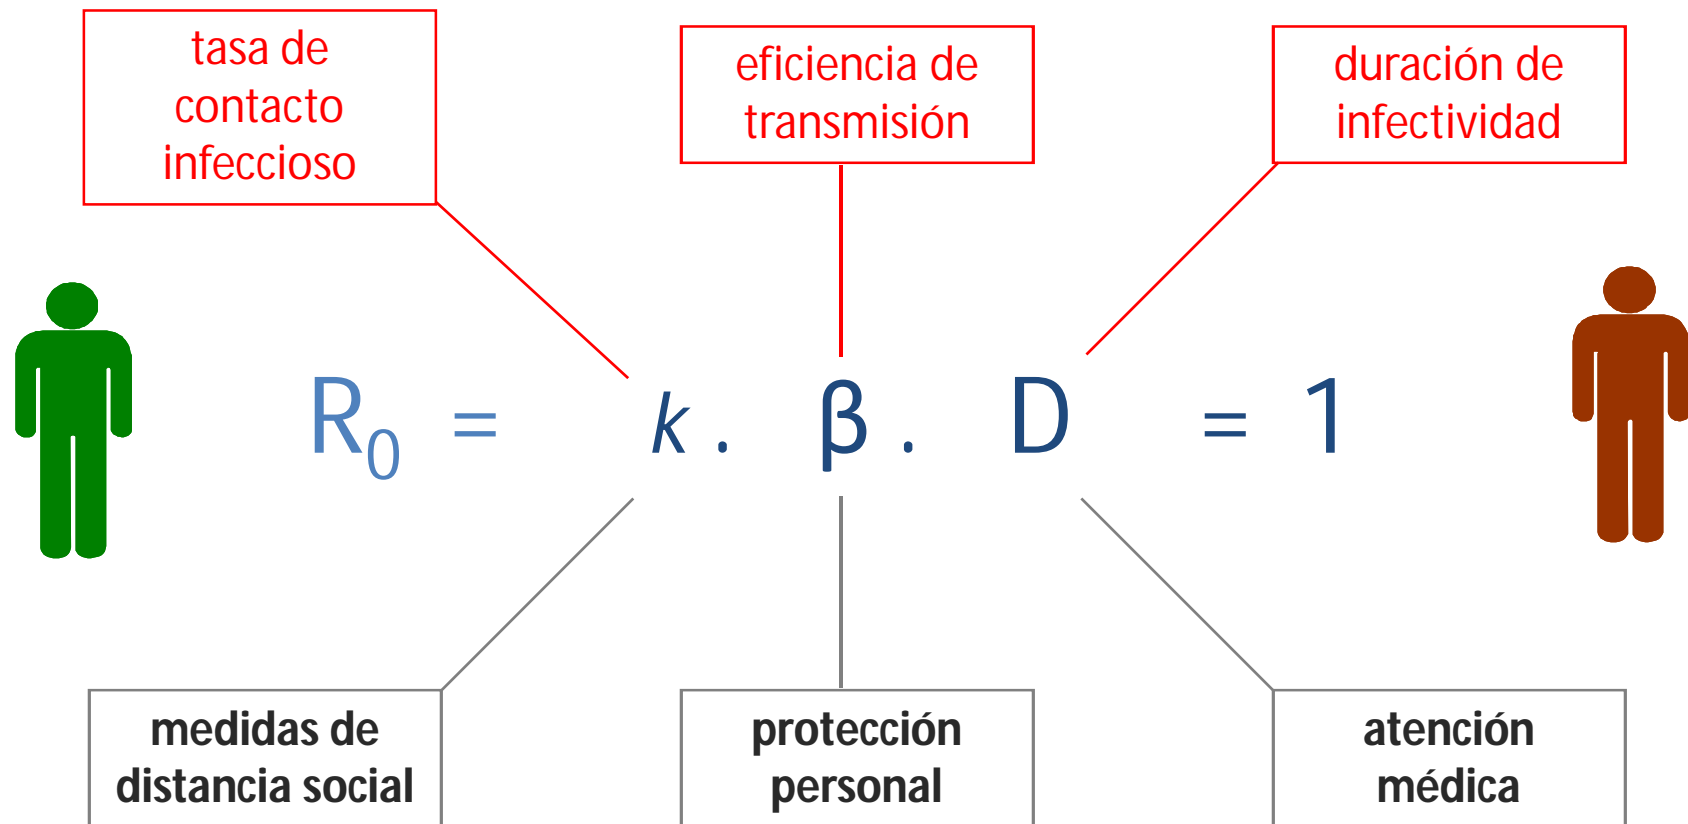 tasa de
contacto
infeccioso
eficiencia de
transmisión
duración de
infectividad
R₀ = k . β . D = 1
medidas de
distancia social
protección
personal
atención
médica